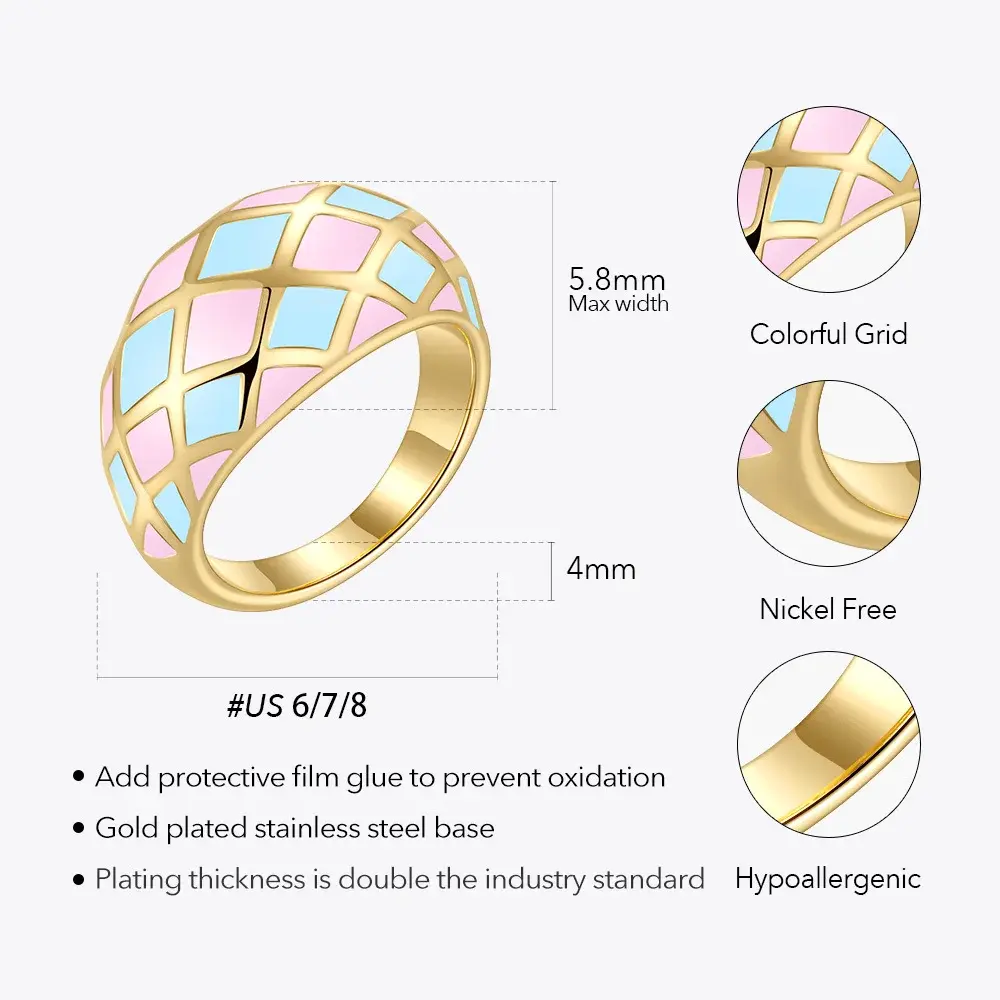 5.8mm
Max width
Colorful Grid
4mm
Nickel Free
#US 6/7/8
• Add protective film glue to prevent oxidation
• Gold plated stainless steel base
• Plating thickness is double the industry standard
Hypoallergenic